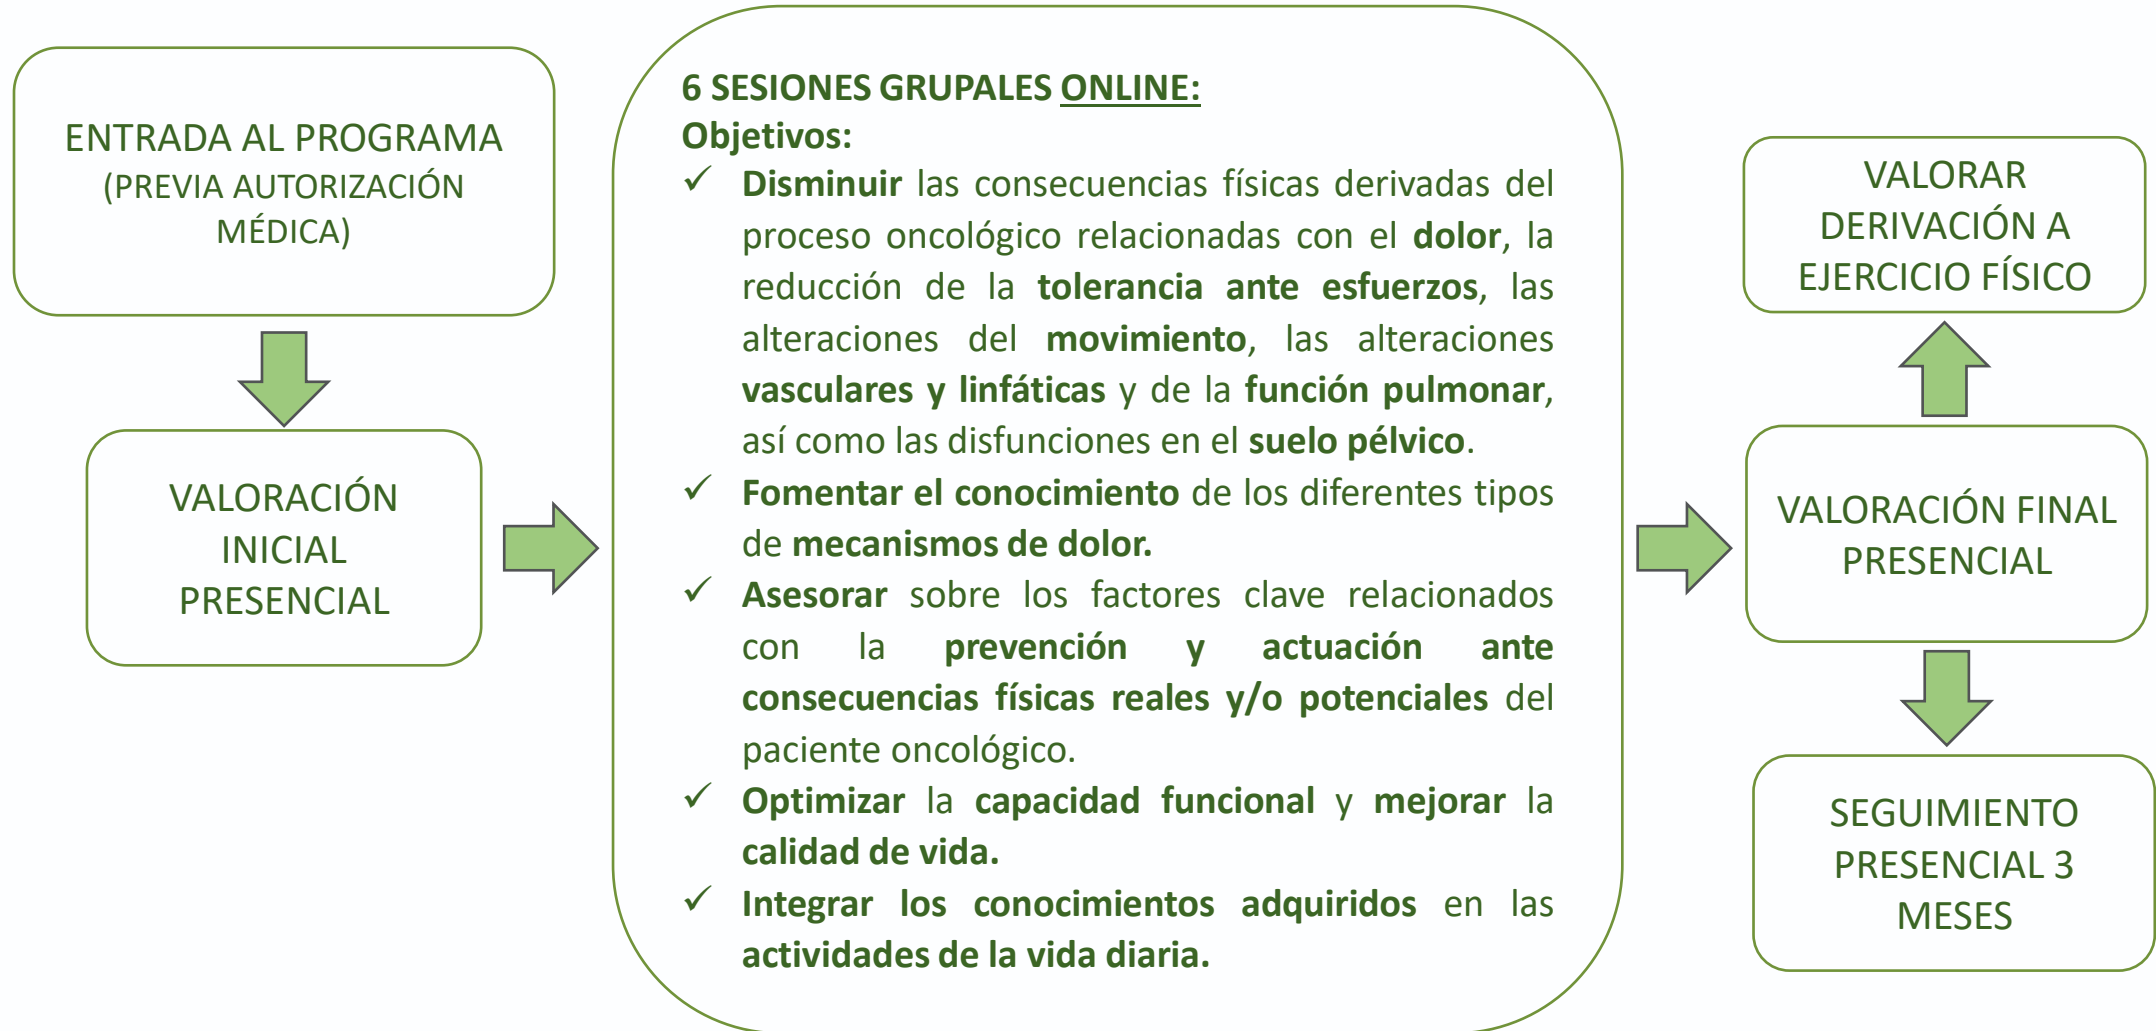 ENTRADA AL PROGRAMA
(PREVIA AUTORIZACIÓN
MÉDICA)
VALORACIÓN
INICIAL
PRESENCIAL
6 SESIONES GRUPALES ONLINE:
Objetivos:
✓ Disminuir las consecuencias físicas derivadas del
proceso oncológico relacionadas con el dolor, la
reducción de la tolerancia ante esfuerzos, las
alteraciones del movimiento, las alteraciones
vasculares y linfáticas y de la función pulmonar,
así como las disfunciones en el suelo pélvico.
✓ Fomentar el conocimiento de los diferentes tipos
de mecanismos de dolor.
✓ Asesorar sobre los factores clave relacionados
con la prevención y actuación ante
consecuencias físicas reales y/o potenciales del
paciente oncológico.
✓ Optimizar la capacidad funcional y mejorar la
calidad de vida.
✓ Integrar los conocimientos adquiridos en las
actividades de la vida diaria.
VALORAR
DERIVACIÓN A
EJERCICIO FÍSICO
VALORACIÓN FINAL
PRESENCIAL
SEGUIMIENTO
PRESENCIAL 3
MESES